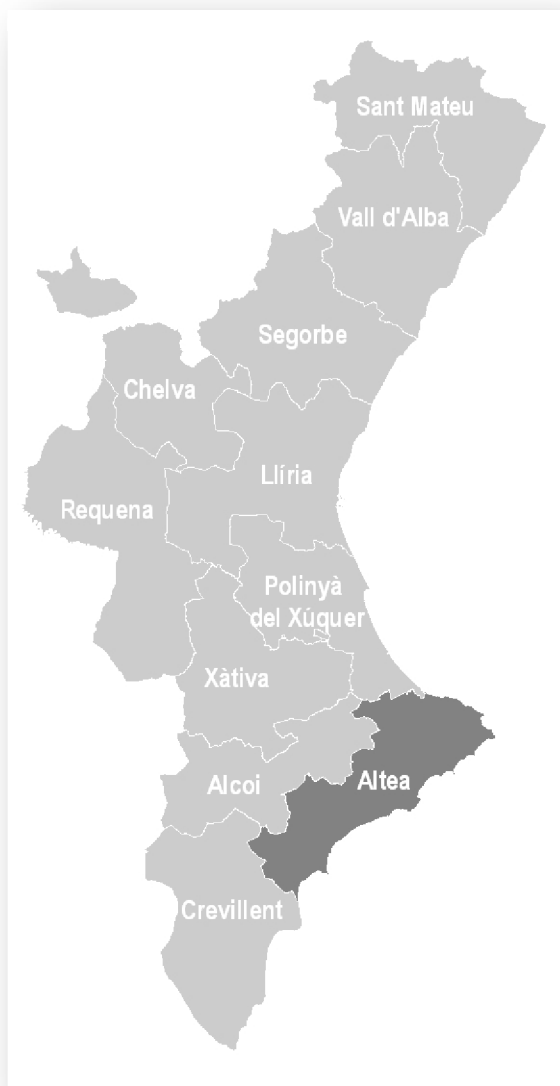 Sant Mateu
Vall d'Alba
Segorbe
Chelva
Llíria
Requena
Polinyà
del Xúquer
Xàtiva
Alcoi
Altea
Crevillent